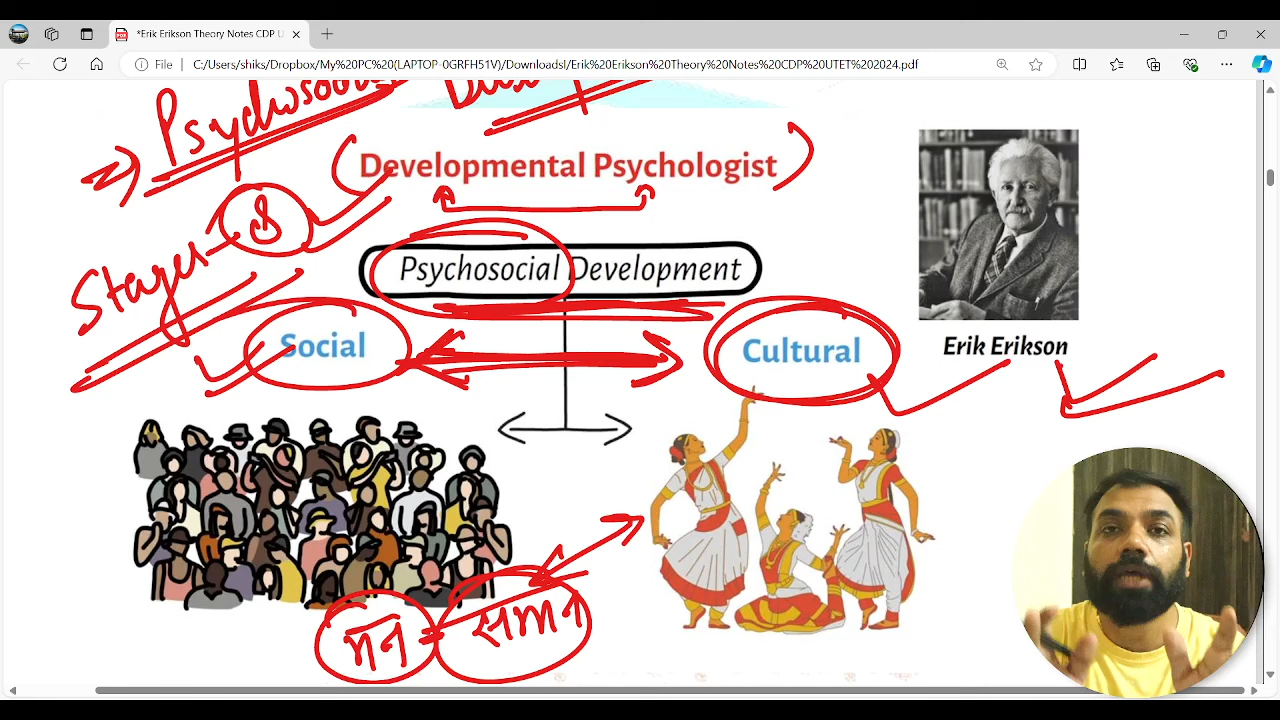 *Erik Erikson Theory Notes CDP U
File
C:/Users/shiks/Dropbox/My%20PC%20(LAPTOP-0GRFH51V)/Downloads/Erik%20Erikson%20Theory%20Notes%20CDP%20UTET%202024.pdf
Developmental Psychologist
Stages - 8
Psychosocial Development
Social
Cultural
Erik Erikson
मन = समाज